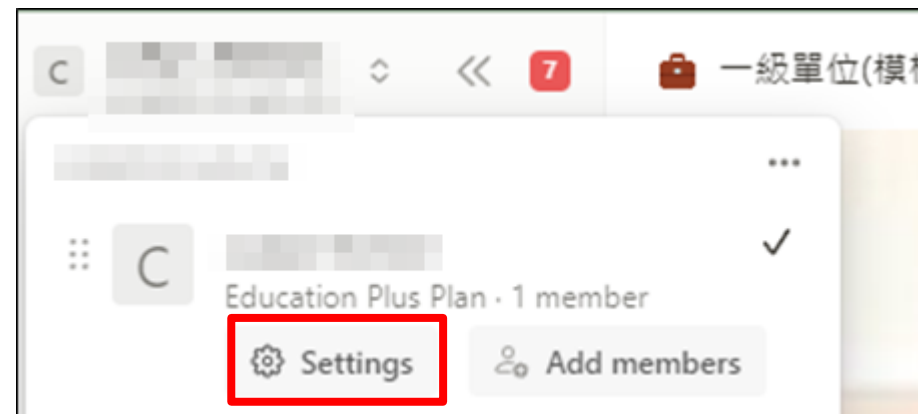 C 7 一級單位(模
C
Education Plus Plan · 1 member
Settings Add members